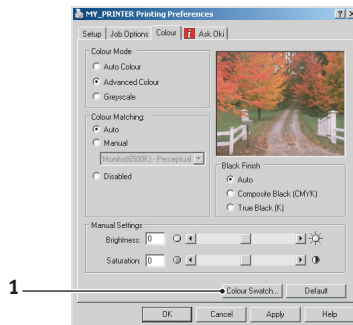 MY_PRINTER Printing Preferences
Setup Job Options Colour Ask Oki
Colour Mode
Auto Colour
Advanced Colour
Greyscale
Colour Matching:
Auto
Manual
Monitor(6500K) - Perceptual
Disabled
Black Finish
Auto
Composite Black (CMYK)
True Black (K)
Manual Settings
Brightness: 0
Saturation: 0
1
Colour Swatch... Default
OK Cancel Apply Help